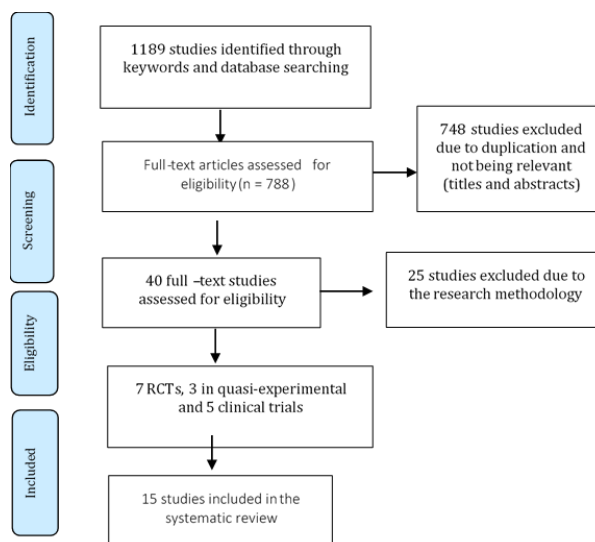 Identification
1189 studies identified through
keywords and database searching
748 studies excluded
due to duplication and
not being relevant
(titles and abstracts)
Full-text articles assessed for
eligibility (n = 788)
Screening
40 full –text studies
assessed for eligibility
25 studies excluded due to
the research methodology
Eligibility
7 RCTs, 3 in quasi-experimental
and 5 clinical trials
Included
15 studies included in the
systematic review